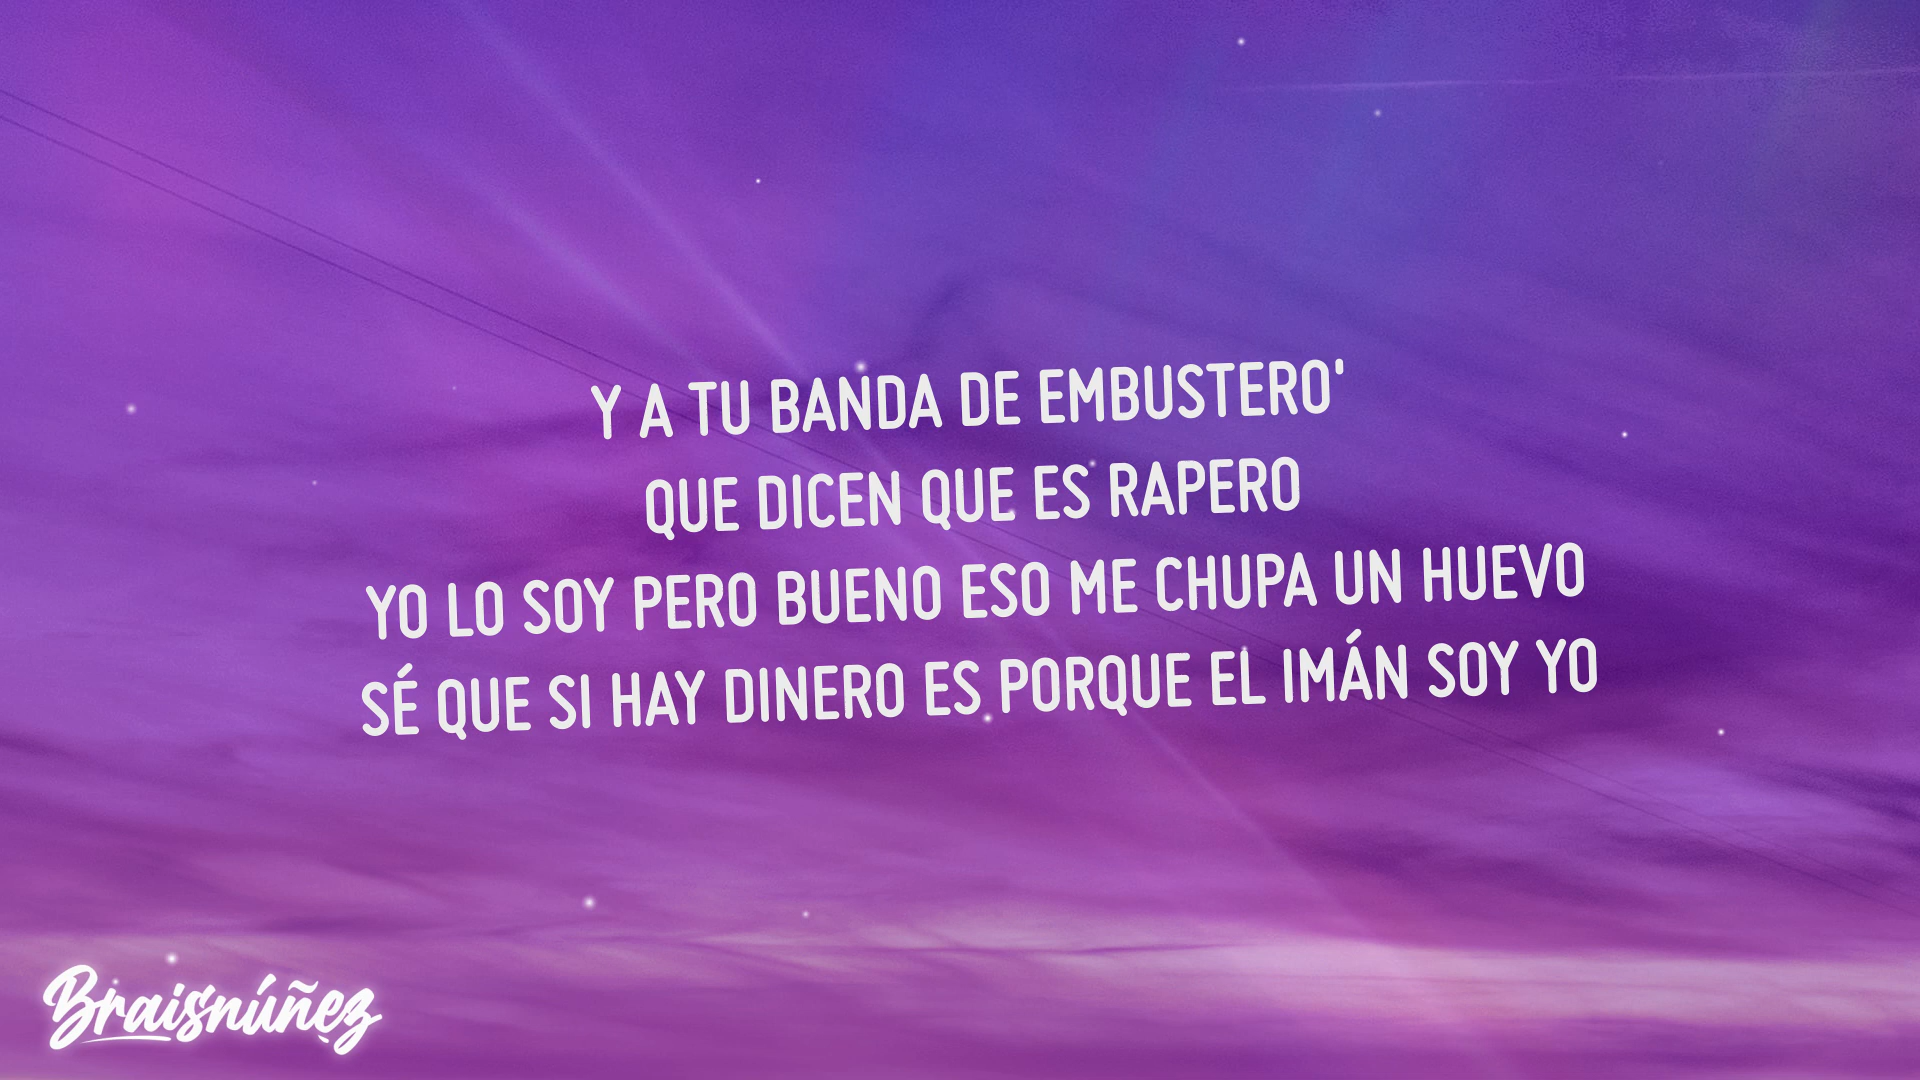 Y A TU BANDA DE EMBUSTERO'
QUE DICEN QUE ES RAPERO
YO LO SOY PERO BUENO ESO ME CHUPA UN HUEVO
SÉ QUE SI HAY DINERO ES PORQUE EL IMÁN SOY YO
Braisnúñez